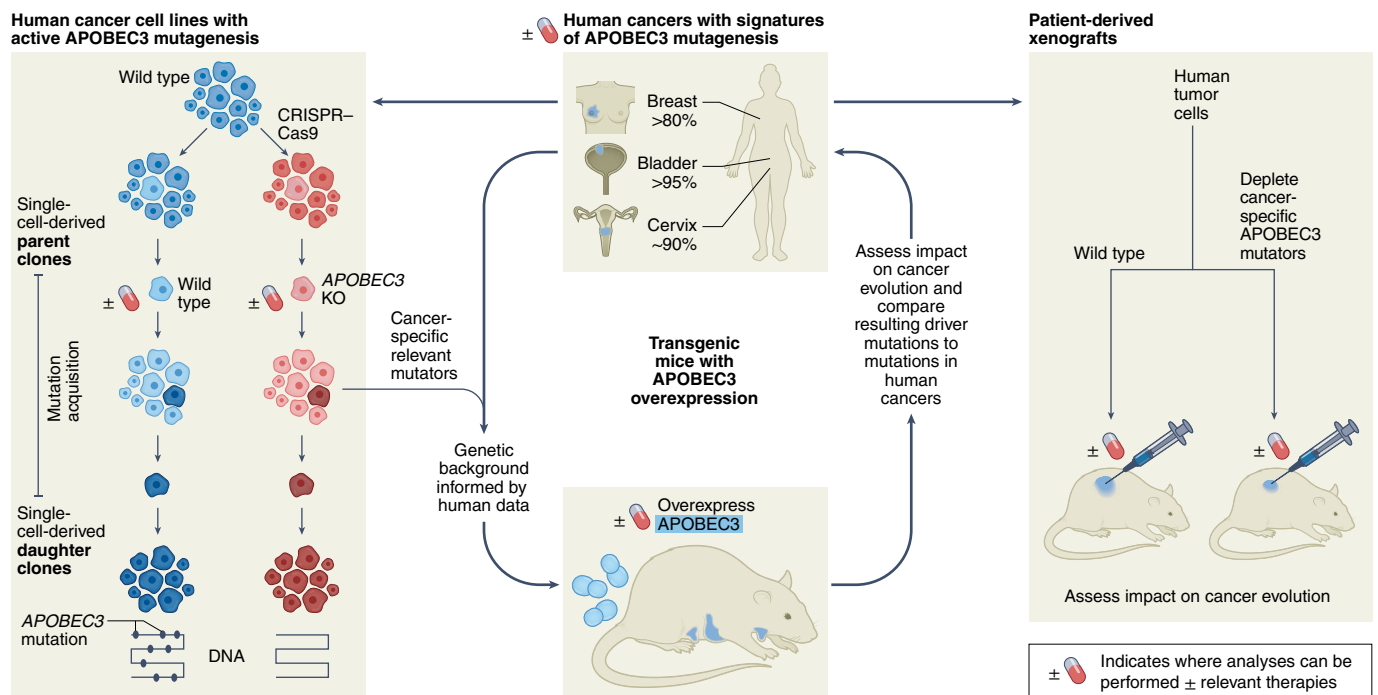 Human cancer cell lines with
active APOBEC3 mutagenesis
Wild type
CRISPR–
Cas9
Single-
cell-derived
parent
clones
± Wild
type
± APOBEC3
KO
Mutation
acquisition
Single-
cell-derived
daughter
clones
APOBEC3
mutation
DNA
Cancer-
specific
relevant
mutators
Genetic
background
informed by
human data
± Human cancers with signatures
of APOBEC3 mutagenesis
Breast
>80%
Bladder
>95%
Cervix
~90%
Transgenic
mice with
APOBEC3
overexpression
± Overexpress
APOBEC3
Assess impact
on cancer
evolution and
compare
resulting driver
mutations to
mutations in
human
cancers
Patient-derived
xenografts
Human
tumor
cells
Wild type
Deplete
cancer-
specific
APOBEC3
mutators
±
±
Assess impact on cancer evolution
± Indicates where analyses can be
performed ± relevant therapies